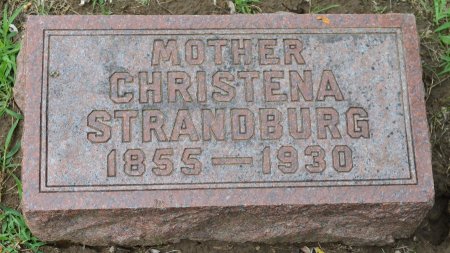 MOTHER
CHRISTENA
STRANDBURG
1855—1930